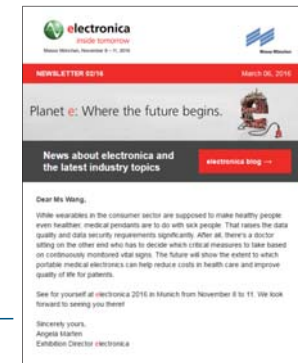 electronica
inside tomorrow
Messe München, November 8 – 11, 2016
Messe München
NEWSLETTER 02/16
March 06, 2016
Planet e: Where the future begins.
News about electronica and
the latest industry topics
electronica blog →
Dear Ms Wang,
While wearables in the consumer sector are supposed to make healthy people
even healthier, medical pendants are to do with sick people. That raises the data
quality and data security requirements significantly. After all, there's a doctor
sitting on the other end who has to decide which critical measures to take based
on continuously monitored vital signs. The future will show the extent to which
portable medical electronics can help reduce costs in health care and improve
quality of life for patients.
See for yourself at electronica 2016 in Munich from November 8 to 11. We look
forward to seeing you there!
Sincerely yours,
Angela Marten
Exhibition Director electronica